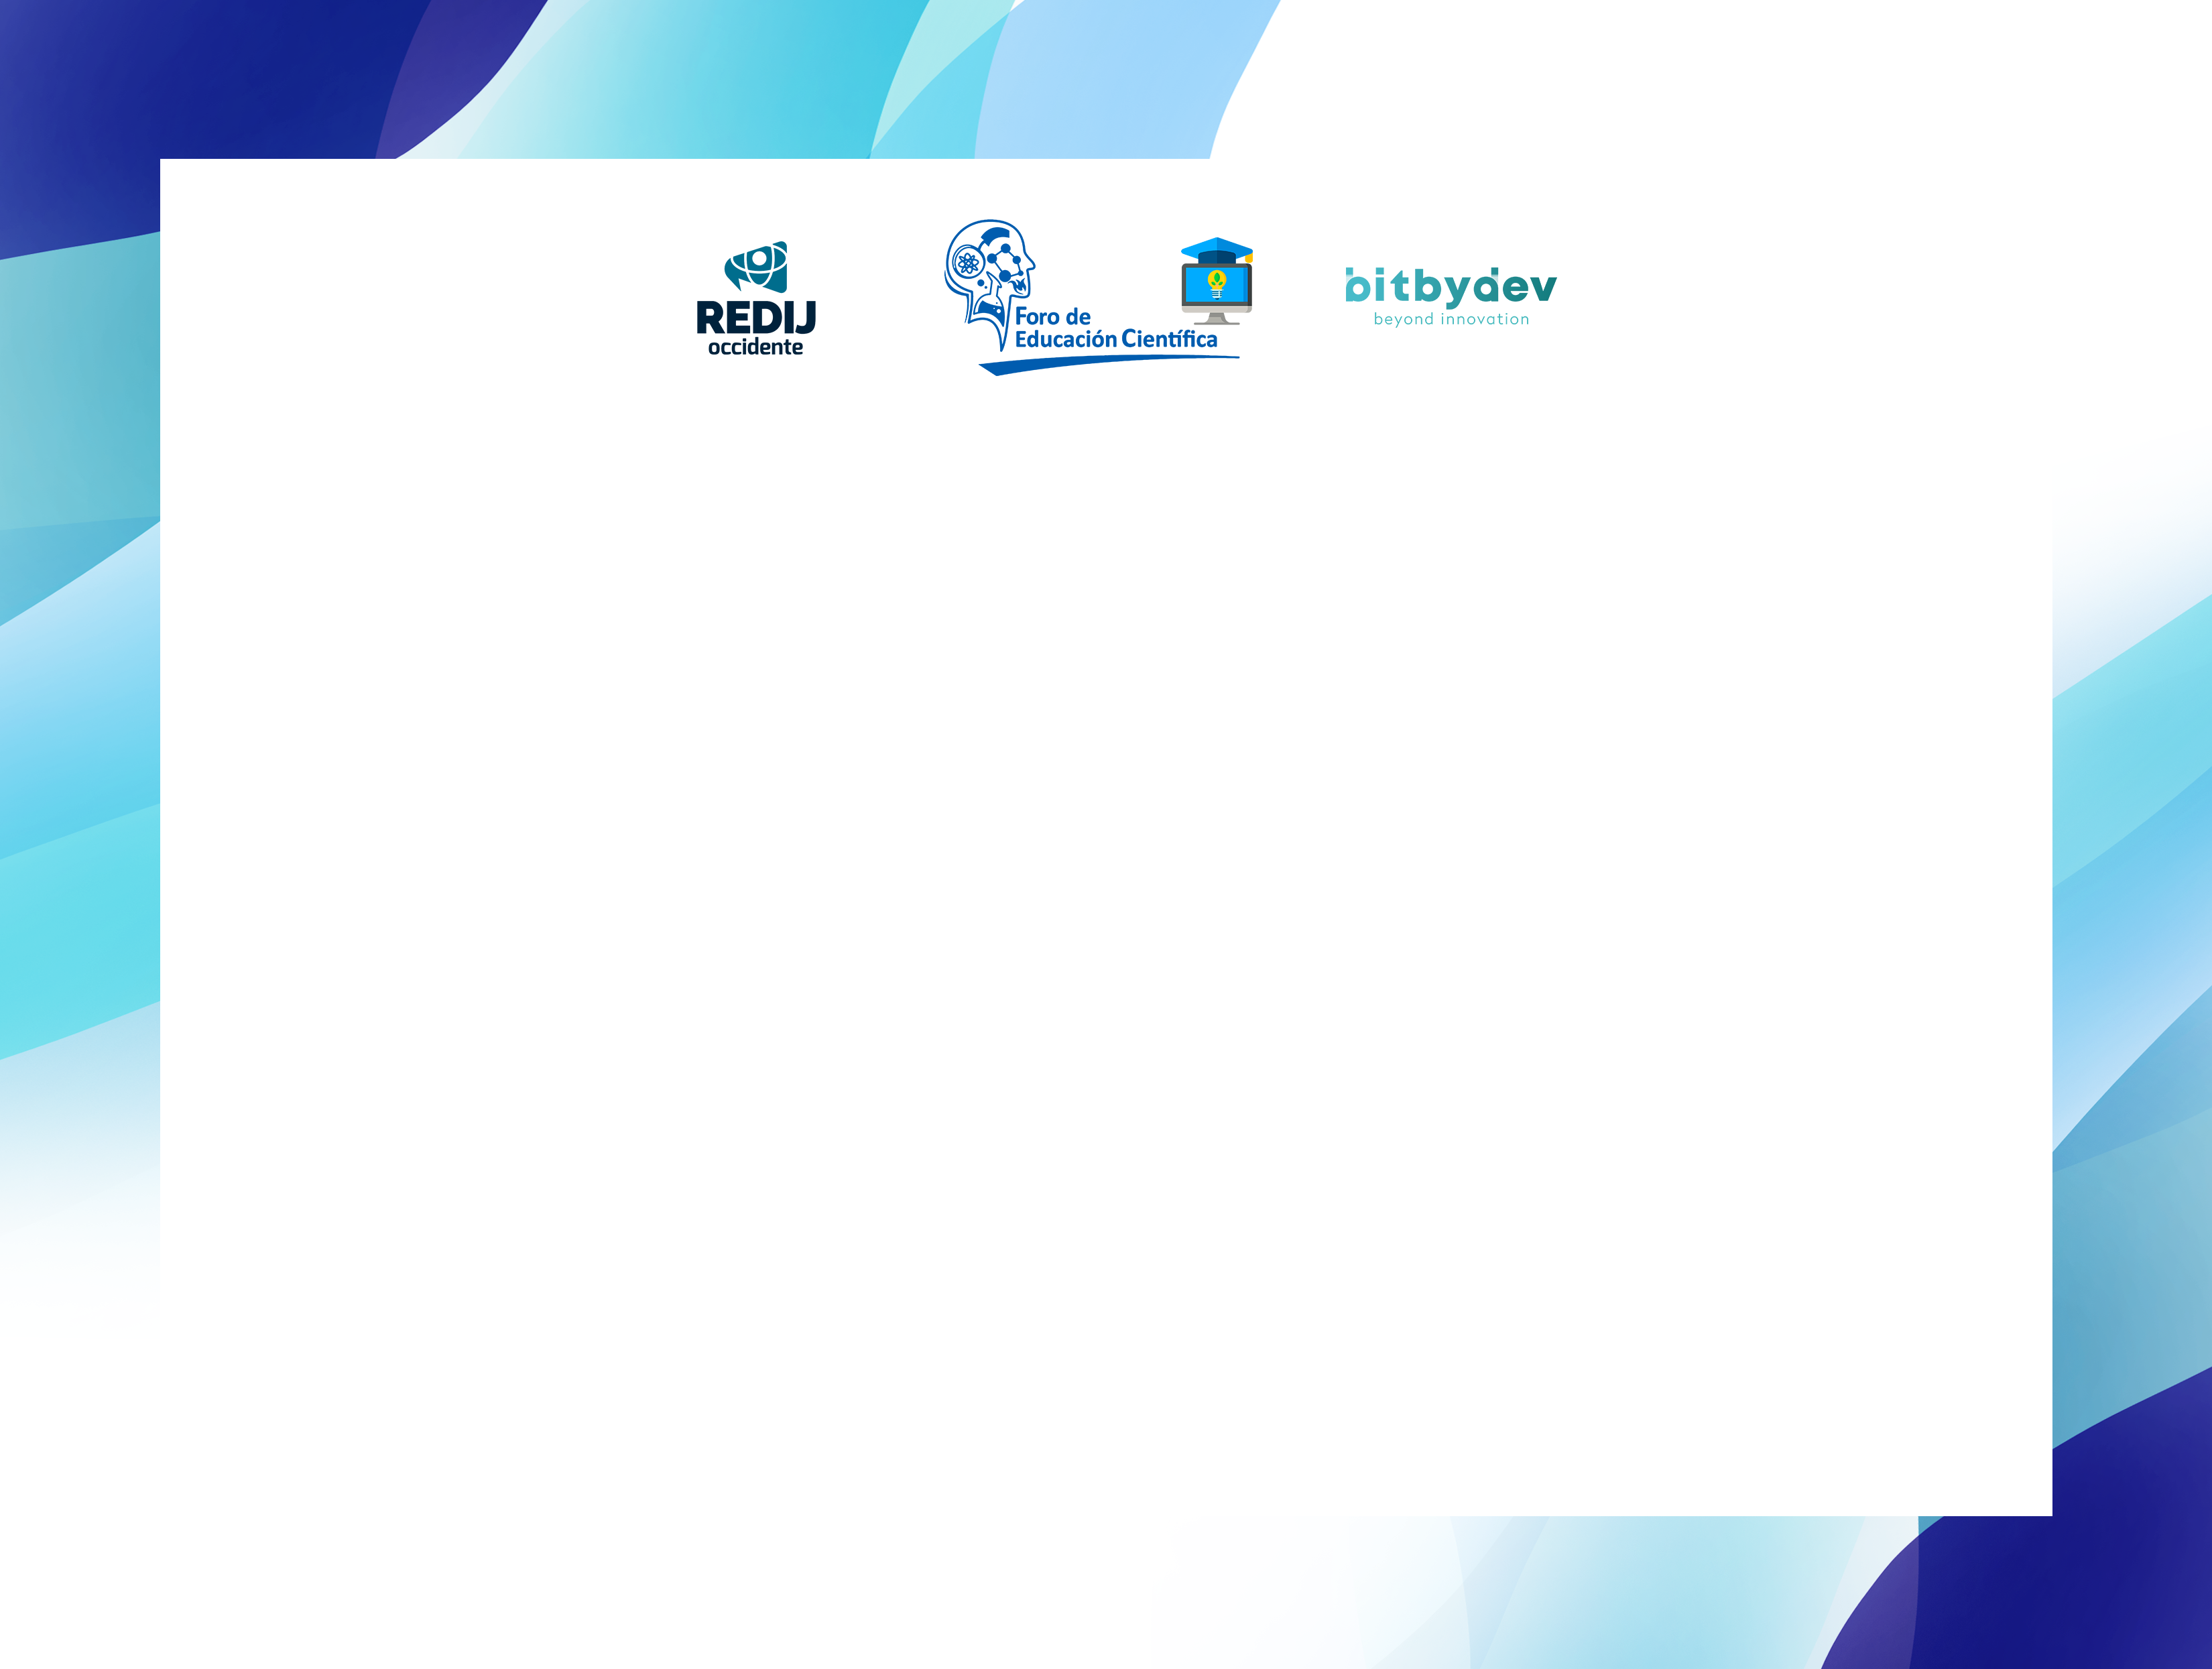 REDIJ
occidente
Foro de
Educación Científica
bitbydev
beyond innovation